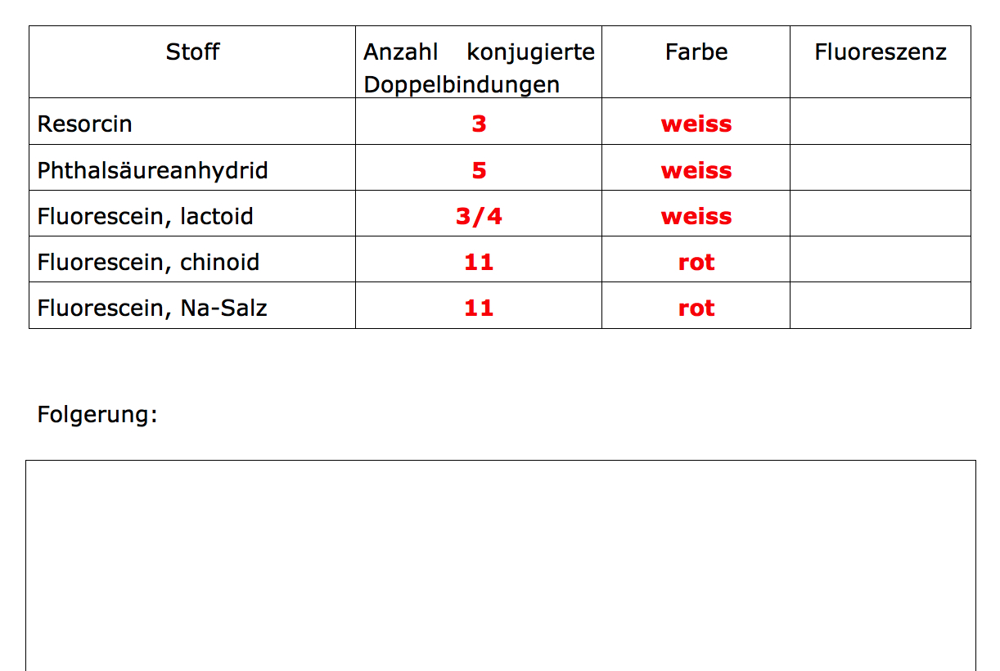 Stoff
Anzahl konjugierte
Doppelbindungen
Farbe
Fluoreszenz
Resorcin 3 weiss
Phthalsäureanhydrid 5 weiss
Fluorescein, lactoid 3/4 weiss
Fluorescein, chinoid 11 rot
Fluorescein, Na-Salz 11 rot
Folgerung: